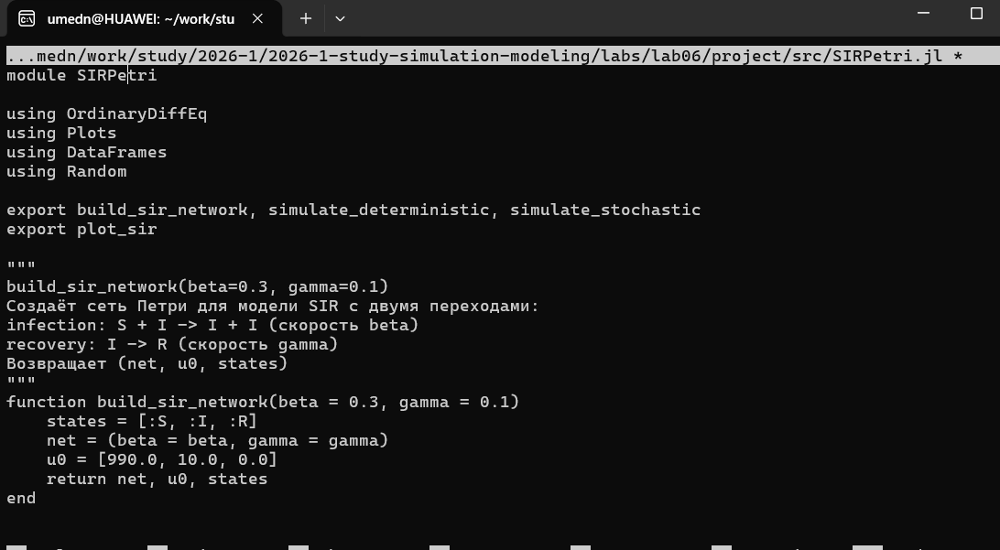 umedn@HUAWEI: ~/work/stu
...medn/work/study/2026-1/2026-1-study-simulation-modeling/labs/lab06/project/src/SIRPetri.jl *
module SIRPetri
using OrdinaryDiffEq
using Plots
using DataFrames
using Random
export build_sir_network, simulate_deterministic, simulate_stochastic
export plot_sir
"""
build_sir_network(beta=0.3, gamma=0.1)
Создаёт сеть Петри для модели SIR с двумя переходами:
infection: S + I -> I + I (скорость beta)
recovery: I -> R (скорость gamma)
Возвращает (net, u0, states)
"""
function build_sir_network(beta = 0.3, gamma = 0.1)
    states = [:S, :I, :R]
    net = (beta = beta, gamma = gamma)
    u0 = [990.0, 10.0, 0.0]
    return net, u0, states
end